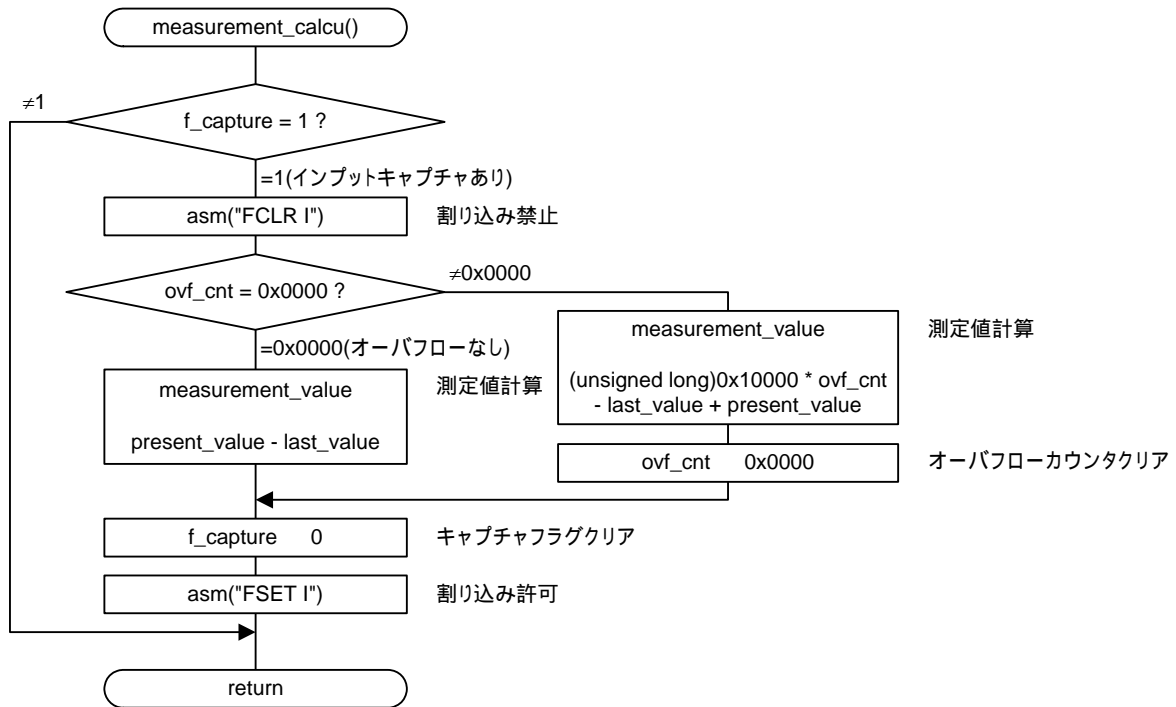 measurement_calcu()
≠1
f_capture = 1 ?
=1(インプットキャプチャあり)
asm("FCLR I")
割り込み禁止
≠0x0000
ovf_cnt = 0x0000 ?
=0x0000(オーバフローなし)
measurement_value
測定値計算
(unsigned long)0x10000 * ovf_cnt
- last_value + present_value
measurement_value
測定値計算
present_value - last_value
ovf_cnt 0x0000
オーバフローカウンタクリア
f_capture 0
キャプチャフラグクリア
asm("FSET I")
割り込み許可
return